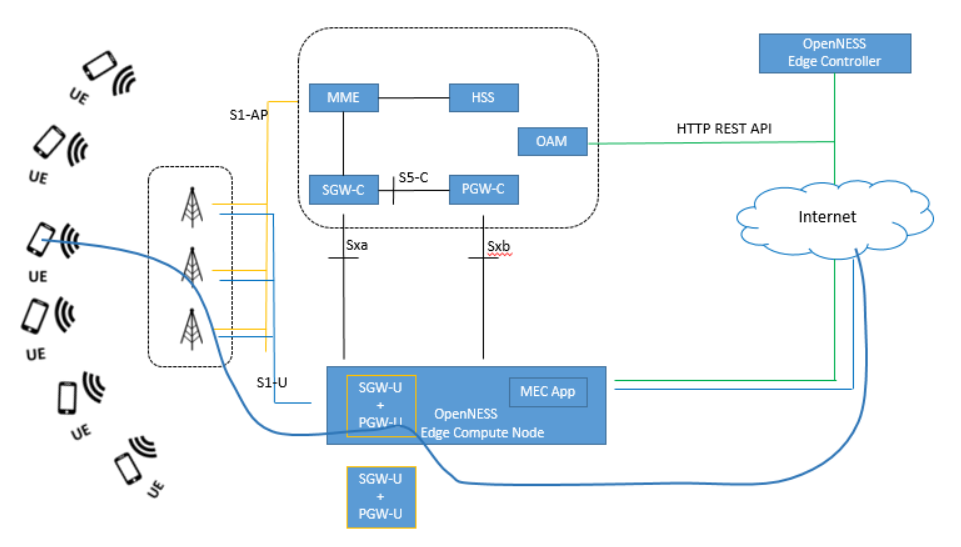 OpenNESS
Edge Controller
UE
MME
HSS
S1-AP
HTTP REST API
OAM
UE
S5-C
SGW-C
PGW-C
Internet
Sxa
Sxb
UE
UE
S1-U
SGW-U
+
PGW-U
MEC App
OpenNESS
Edge Compute Node
UE
UE
SGW-U
+
PGW-U